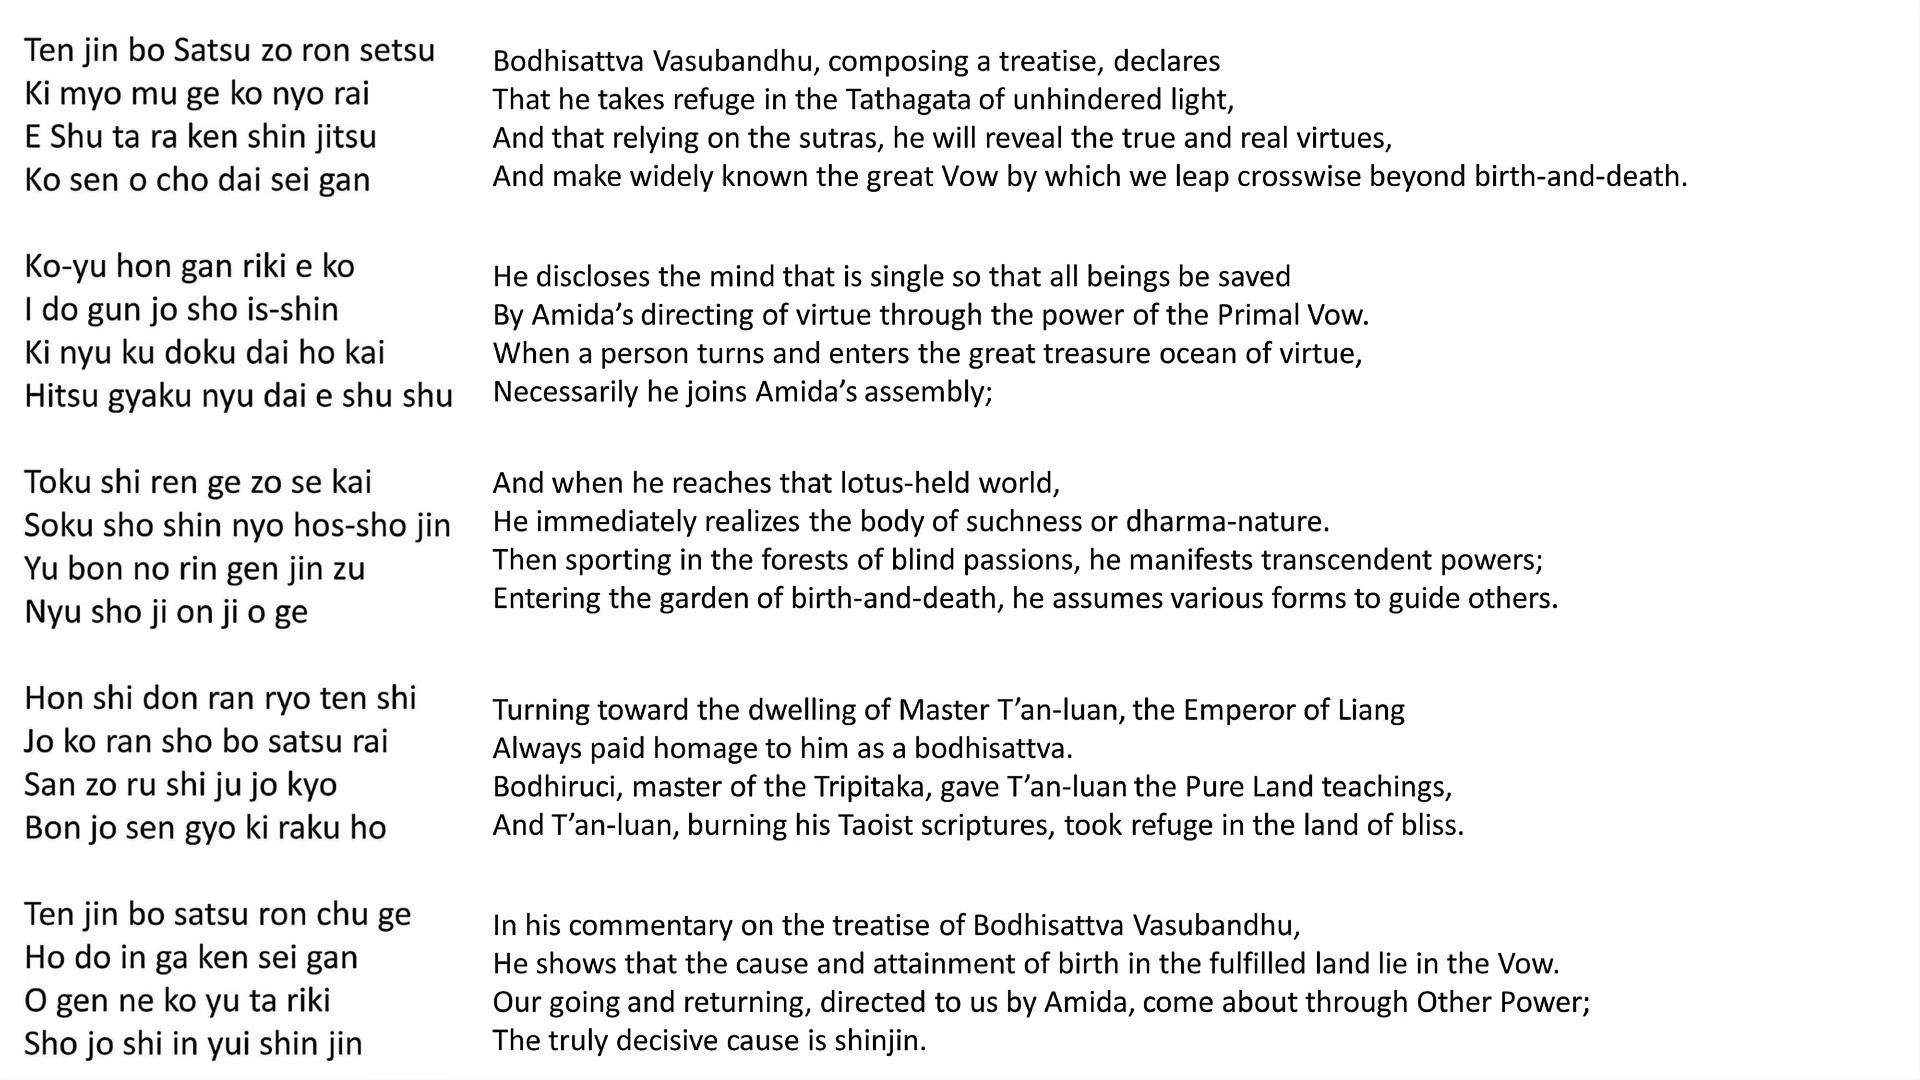 Ten jin bo Satsu zo ron setsu
Ki myo mu ge ko nyo rai
E Shu ta ra ken shin jitsu
Ko sen o cho dai sei gan
Bodhisattva Vasubandhu, composing a treatise, declares
That he takes refuge in the Tathagata of unhindered light,
And that relying on the sutras, he will reveal the true and real virtues,
And make widely known the great Vow by which we leap crosswise beyond birth-and-death.
Ko-yu hon gan riki e ko
I do gun jo sho is-shin
Ki nyu ku doku dai ho kai
Hitsu gyaku nyu dai e shu shu
He discloses the mind that is single so that all beings be saved
By Amida’s directing of virtue through the power of the Primal Vow.
When a person turns and enters the great treasure ocean of virtue,
Necessarily he joins Amida’s assembly;
Toku shi ren ge zo se kai
Soku sho shin nyo hos-sho jin
Yu bon no rin gen jin zu
Nyu sho ji on ji o ge
And when he reaches that lotus-held world,
He immediately realizes the body of suchness or dharma-nature.
Then sporting in the forests of blind passions, he manifests transcendent powers;
Entering the garden of birth-and-death, he assumes various forms to guide others.
Hon shi don ran ryo ten shi
Jo ko ran sho bo satsu rai
San zo ru shi ju jo kyo
Bon jo sen gyo ki raku ho
Turning toward the dwelling of Master T’an-luan, the Emperor of Liang
Always paid homage to him as a bodhisattva.
Bodhiruci, master of the Tripitaka, gave T’an-luan the Pure Land teachings,
And T’an-luan, burning his Taoist scriptures, took refuge in the land of bliss.
Ten jin bo satsu ron chu ge
Ho do in ga ken sei gan
O gen ne ko yu ta riki
Sho jo shi in yui shin jin
In his commentary on the treatise of Bodhisattva Vasubandhu,
He shows that the cause and attainment of birth in the fulfilled land lie in the Vow.
Our going and returning, directed to us by Amida, come about through Other Power;
The truly decisive cause is shinjin.